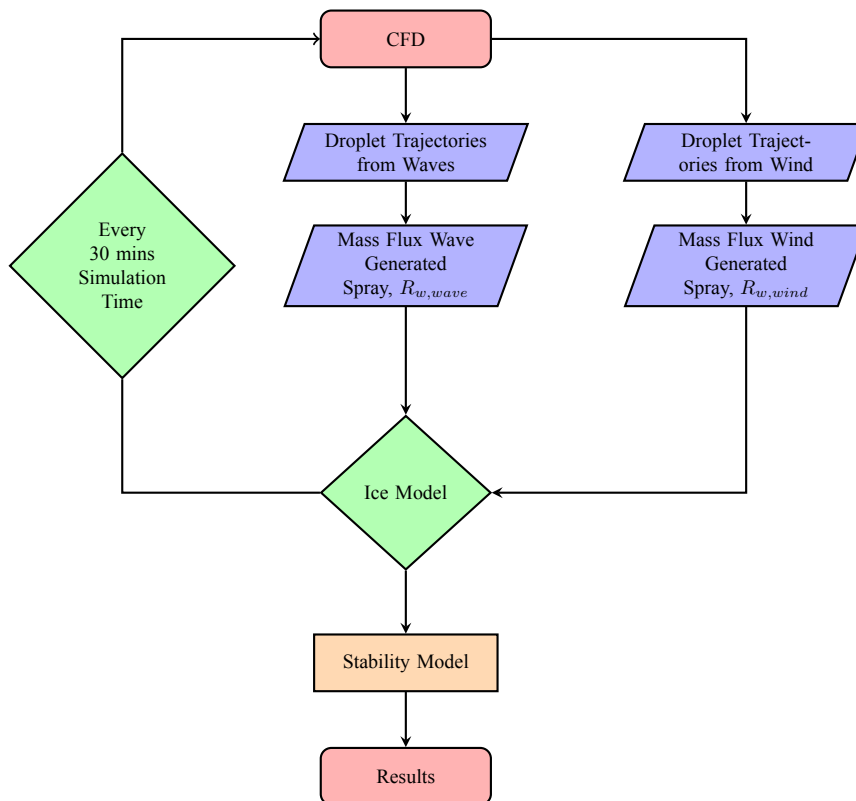 CFD
Droplet Trajectories
from Waves
Droplet Traject-
ories from Wind
Every
30 mins
Simulation
Time
Mass Flux Wave
Generated
Spray, $R_{w,wave}$
Mass Flux Wind
Generated
Spray, $R_{w,wind}$
Ice Model
Stability Model
Results